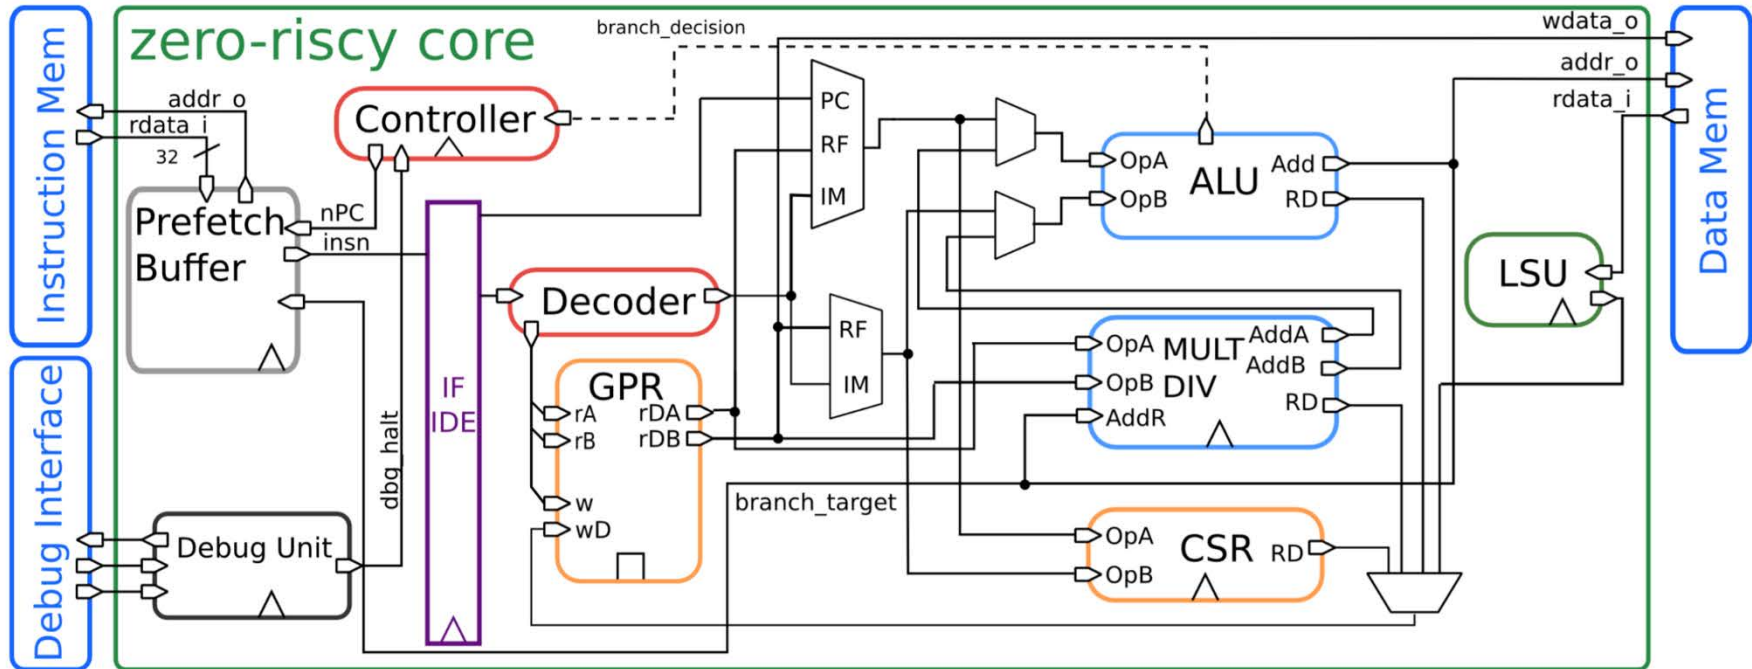 zero-riscy core
branch_decision
wdata_o
addr_o
rdata_i
Instruction Mem
addr_o
rdata_i
32
Controller
Prefetch
Buffer
nPC
insn
dbg_halt
IF
IDE
Decoder
PC
RF
IM
RF
IM
OpA
OpB
ALU
Add
RD
LSU
Data Mem
GPR
rA
rB
rDA
rDB
w
wD
OpA
OpB
AddR
MULT
DIV
AddA
AddB
RD
branch_target
Debug Interface
Debug Unit
OpA
OpB
CSR
RD